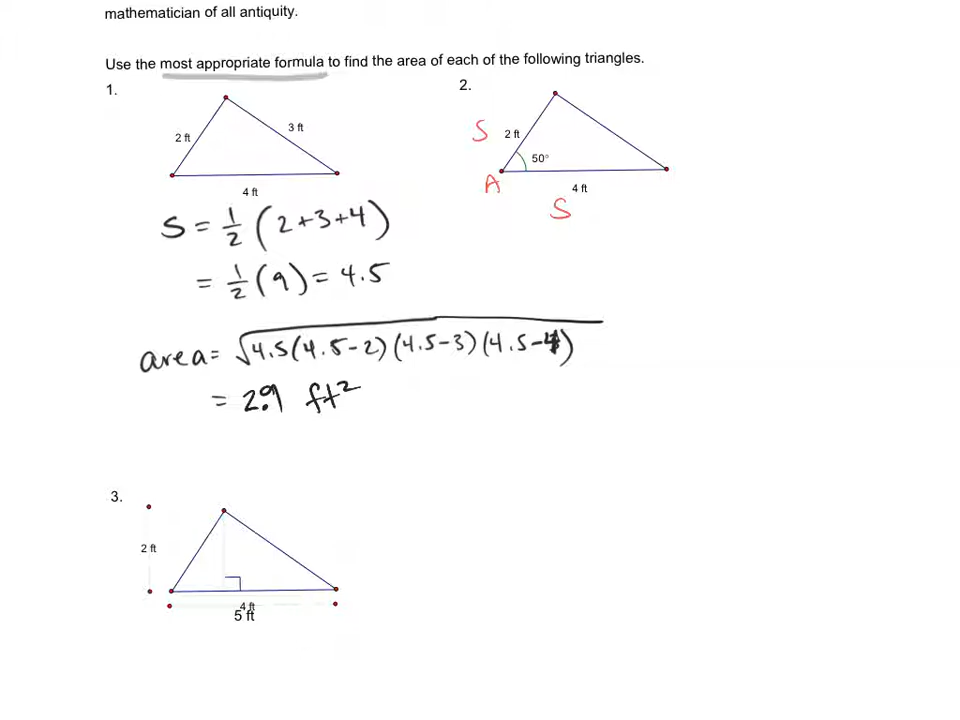 mathematician of all antiquity.
Use the most appropriate formula to find the area of each of the following triangles.
1.
2 ft
3 ft
4 ft
2.
S
2 ft
50°
A
4 ft
S
S = 1/2 (2+3+4)
= 1/2 (9) = 4.5
area = √4.5(4.5-2)(4.5-3)(4.5-4)
= 2.9 ft²
3.
2 ft
4 ft
5 ft